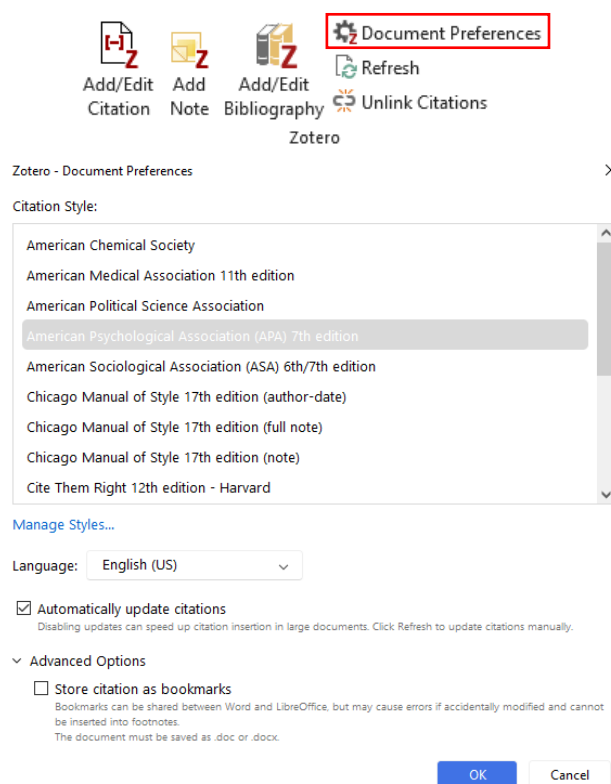 Document Preferences
Refresh
Unlink Citations
Add/Edit Citation
Add Note
Add/Edit Bibliography
Zotero
Zotero - Document Preferences
Citation Style:
American Chemical Society
American Medical Association 11th edition
American Political Science Association
American Psychological Association (APA) 7th edition
American Sociological Association (ASA) 6th/7th edition
Chicago Manual of Style 17th edition (author-date)
Chicago Manual of Style 17th edition (full note)
Chicago Manual of Style 17th edition (note)
Cite Them Right 12th edition - Harvard
Manage Styles...
Language: English (US)
Automatically update citations
Disabling updates can speed up citation insertion in large documents. Click Refresh to update citations manually.
Advanced Options
Store citation as bookmarks
Bookmarks can be shared between Word and LibreOffice, but may cause errors if accidentally modified and cannot
be inserted into footnotes.
The document must be saved as .doc or .docx.
OK Cancel